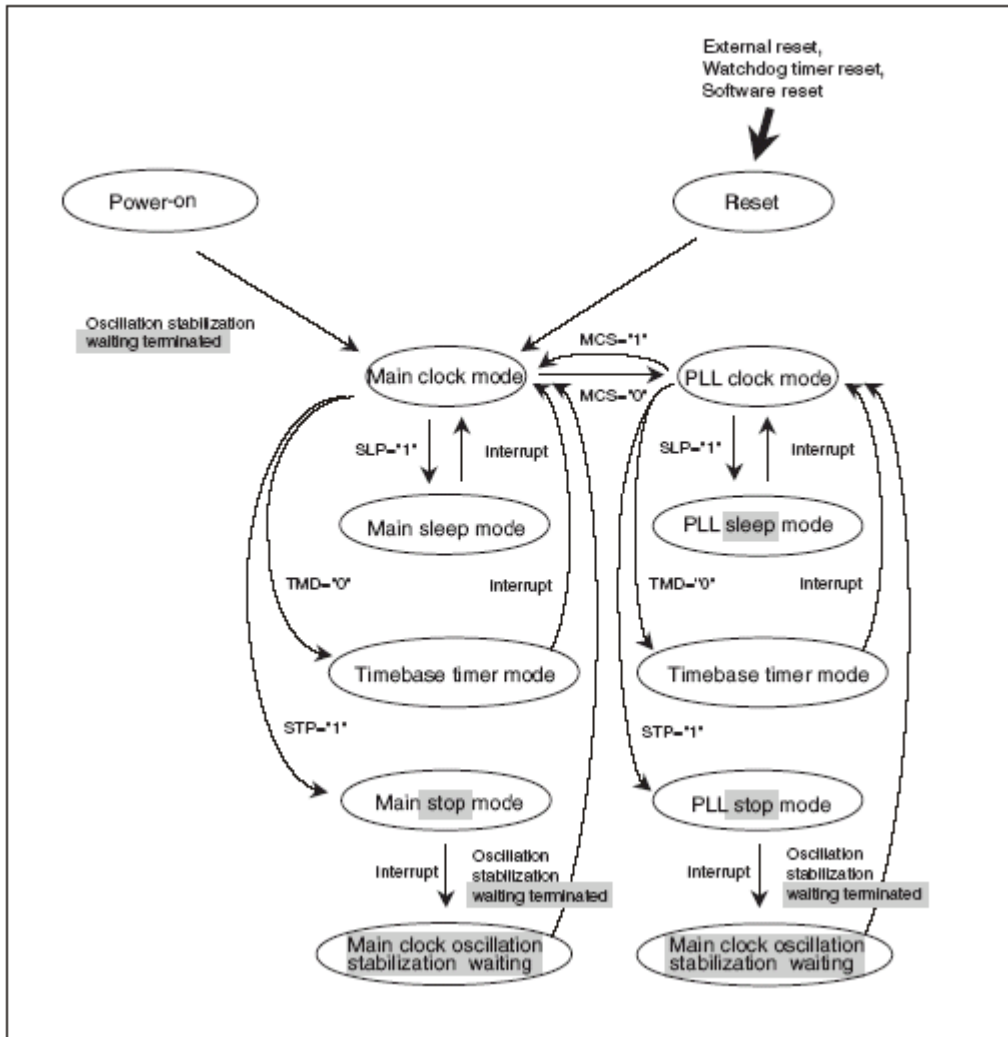 External reset,
Watchdog timer reset,
Software reset
Power-on
Reset
Oscillation stabilization
waiting terminated
MCS="1"
Main clock mode
PLL clock mode
MCS="0"
SLP="1"
Interrupt
SLP="1"
Interrupt
Main sleep mode
PLL sleep mode
TMD="0"
Interrupt
TMD="0"
Interrupt
Timebase timer mode
Timebase timer mode
STP="1"
STP="1"
Main stop mode
PLL stop mode
Interrupt
Oscillation
stabilization
waiting terminated
Interrupt
Oscillation
stabilization
waiting terminated
Main clock oscillation
stabilization waiting
Main clock oscillation
stabilization waiting